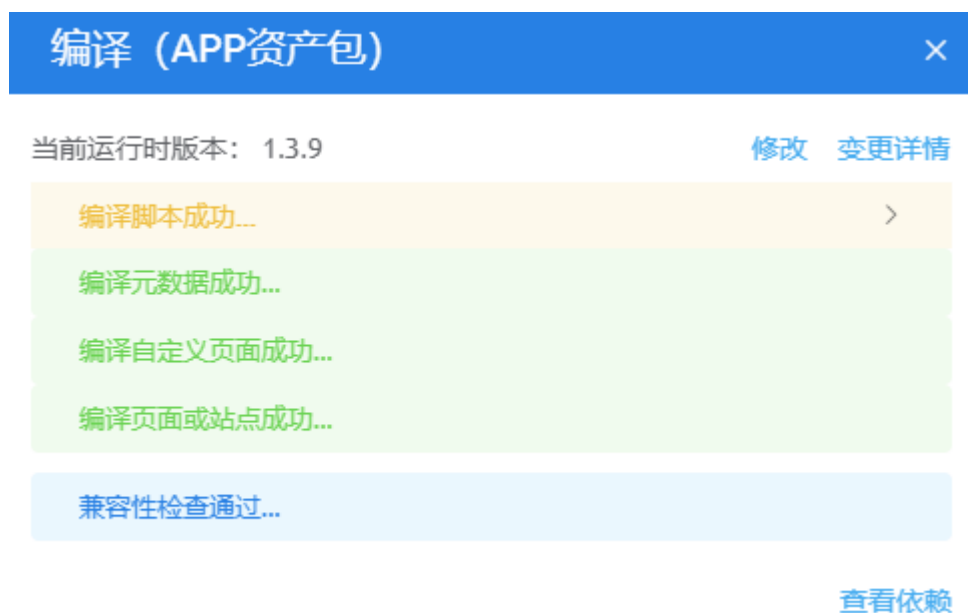 编译（APP资产包）
当前运行时版本： 1.3.9 修改 变更详情
编译脚本成功...
编译元数据成功...
编译自定义页面成功...
编译页面或站点成功...
兼容性检查通过...
查看依赖